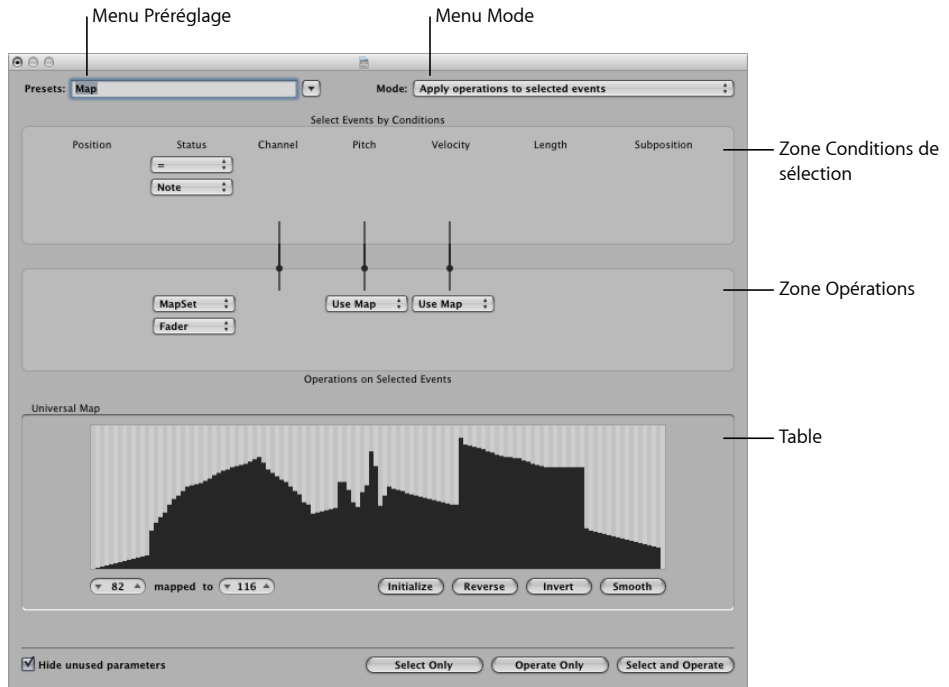 Menu Préréglage
Menu Mode
Presets: Map
Mode: Apply operations to selected events
Select Events by Conditions
Position Status Channel Pitch Velocity Length Subposition
=
Note
Zone Conditions de
sélection
MapSet Use Map Use Map
Fader
Zone Opérations
Operations on Selected Events
Universal Map
Table
82 mapped to 116 Initialize Reverse Invert Smooth
Hide unused parameters Select Only Operate Only Select and Operate